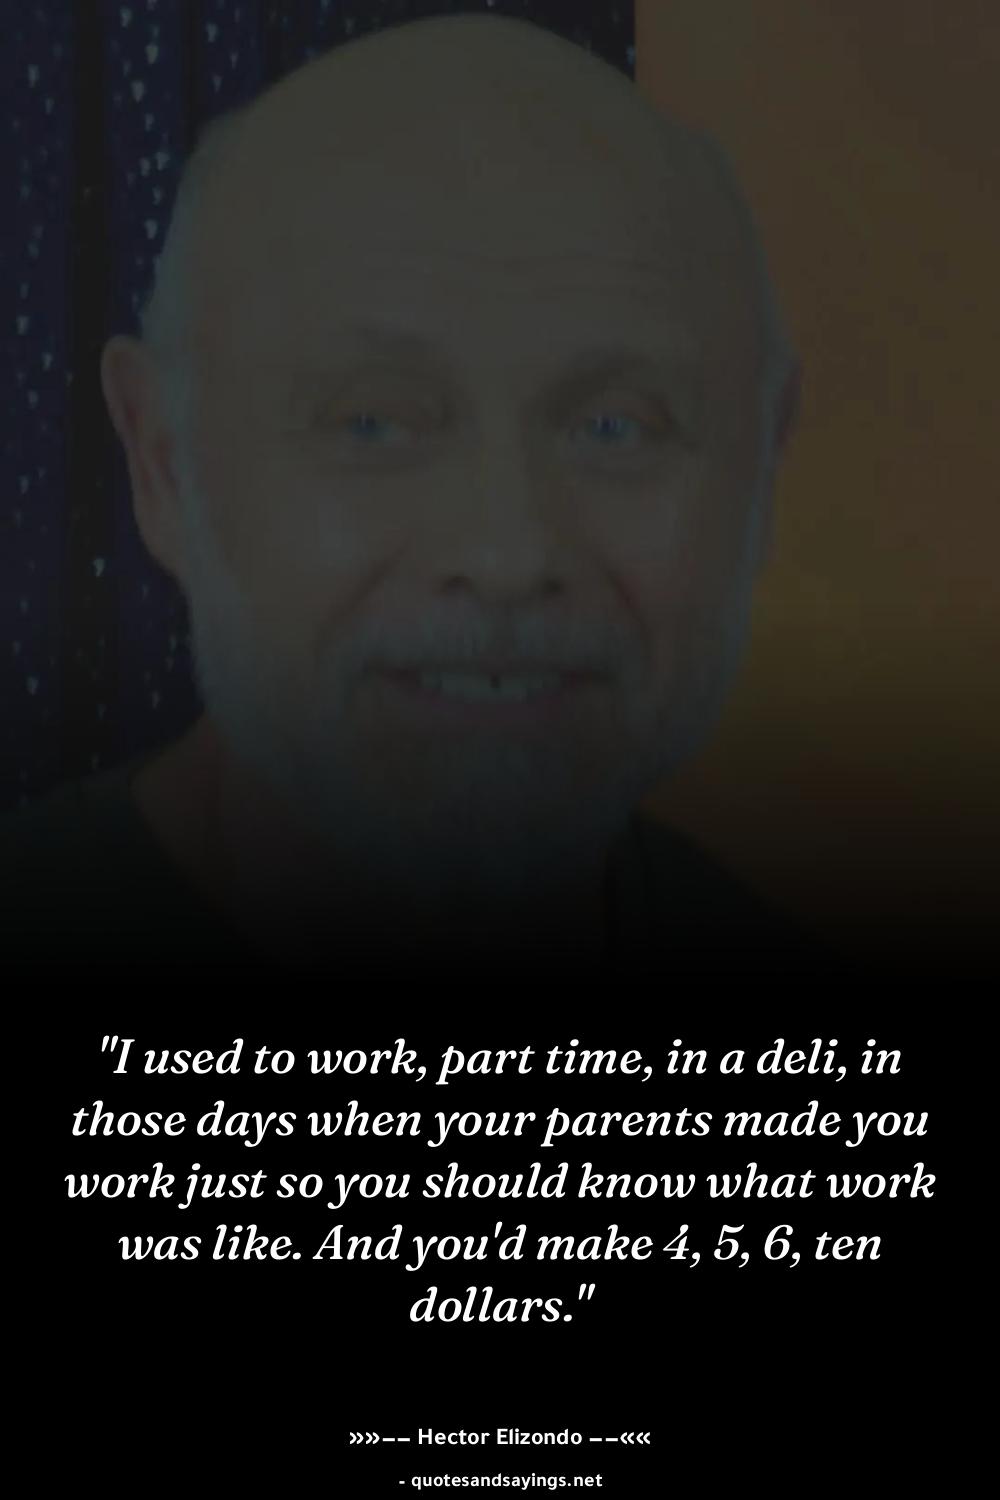 "I used to work, part time, in a deli, in
those days when your parents made you
work just so you should know what work
was like. And you'd make 4, 5, 6, ten
dollars."
»»–– Hector Elizondo ––««
- quotesandsayings.net